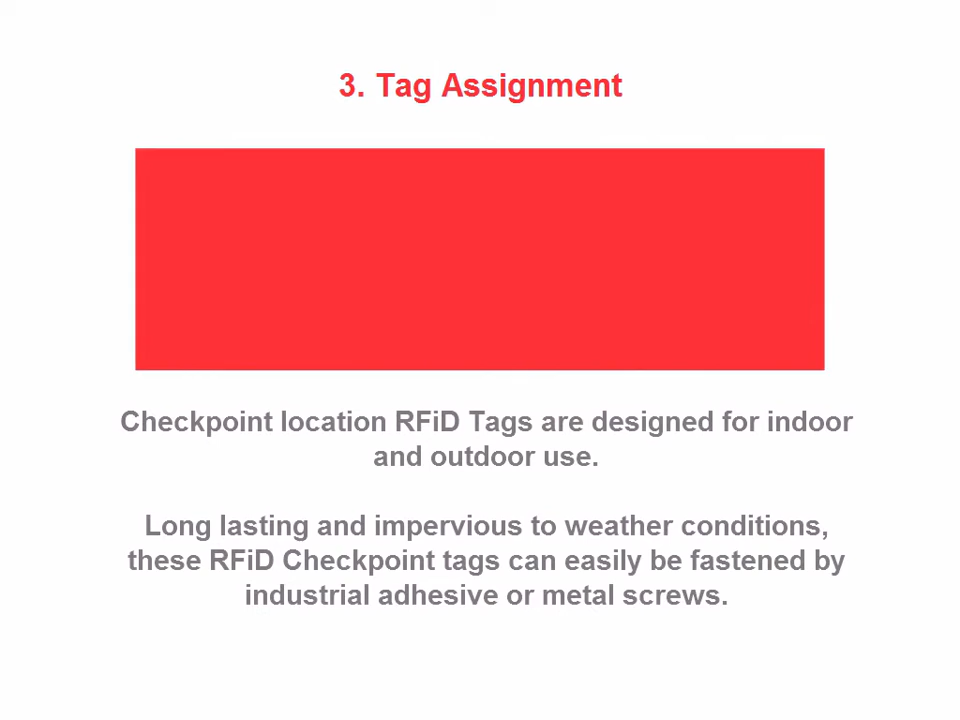 3. Tag Assignment
Checkpoint location RFiD Tags are designed for indoor
and outdoor use.
Long lasting and impervious to weather conditions,
these RFiD Checkpoint tags can easily be fastened by
industrial adhesive or metal screws.